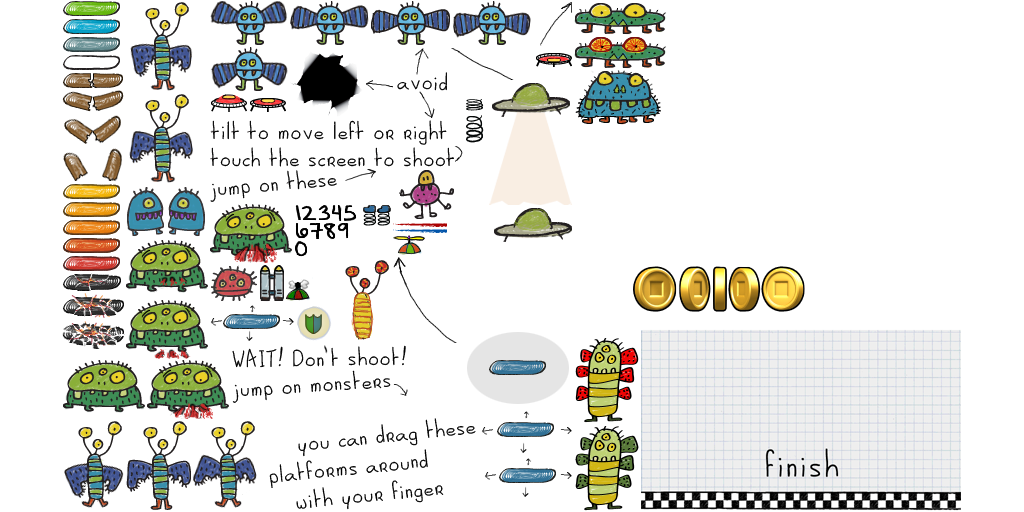 avoid
tilt to move left or right
touch the screen to shoot)
jump on these
12345
6789
0
WAIT! Don't shoot!
jump on monsters
you can drag these
platforms around
with your finger
finish